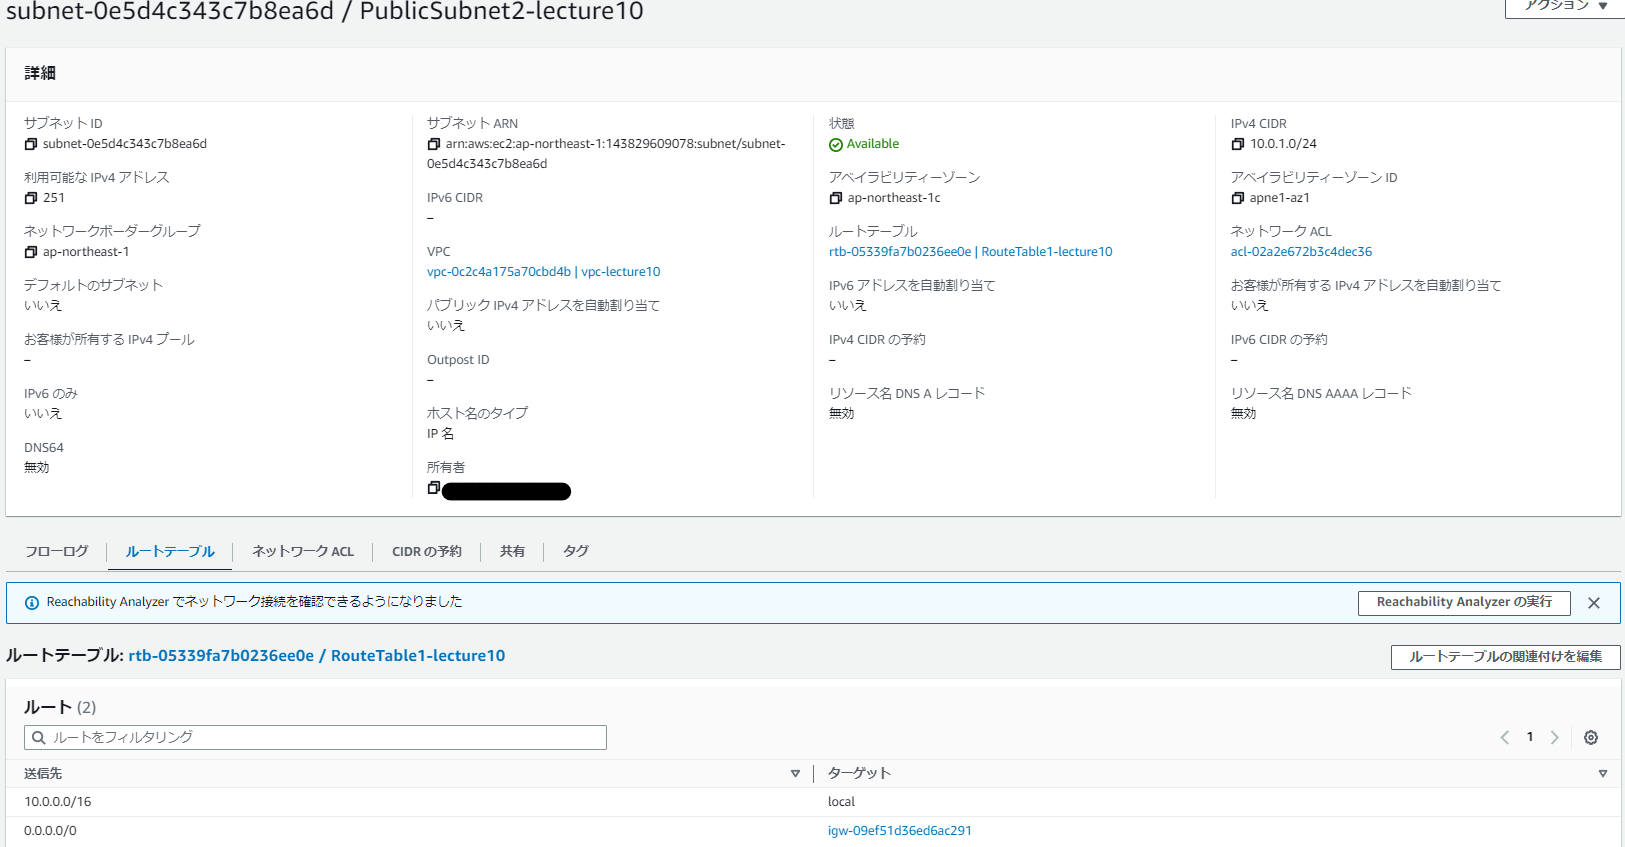 subnet-0e5d4c343c7b8ea6d / PublicSubnet2-lecture10
アクション
詳細
サブネット ID
subnet-0e5d4c343c7b8ea6d
利用可能な IPv4 アドレス
251
ネットワークボーダーグループ
ap-northeast-1
デフォルトのサブネット
いいえ
お客様が所有する IPv4 プール
–
IPv6 のみ
いいえ
DNS64
無効
サブネット ARN
arn:aws:ec2:ap-northeast-1:143829609078:subnet/subnet-
0e5d4c343c7b8ea6d
IPv6 CIDR
–
VPC
vpc-0c2c4a175a70cbd4b | vpc-lecture10
パブリック IPv4 アドレスを自動割り当て
いいえ
Outpost ID
–
ホスト名のタイプ
IP 名
所有者
状態
Available
アベイラビリティーゾーン
ap-northeast-1c
ルートテーブル
rtb-05339fa7b0236ee0e | RouteTable1-lecture10
IPv6 アドレスを自動割り当て
いいえ
IPv4 CIDR の予約
–
リソース名 DNS A レコード
無効
IPv4 CIDR
10.0.1.0/24
アベイラビリティーゾーン ID
apne1-az1
ネットワーク ACL
acl-02a2e672b3c4dec36
お客様が所有する IPv4 アドレスを自動割り当て
いいえ
IPv6 CIDR の予約
–
リソース名 DNS AAAA レコード
無効
フローログ
ルートテーブル
ネットワーク ACL
CIDR の予約
共有
タグ
Reachability Analyzer でネットワーク接続を確認できるようになりました
Reachability Analyzer の実行
ルートテーブル: rtb-05339fa7b0236ee0e / RouteTable1-lecture10
ルートテーブルの関連付けを編集
ルート (2)
ルートをフィルタリング
1
送信先
ターゲット
10.0.0.0/16
local
0.0.0.0/0
igw-09ef51d36ed6ac291